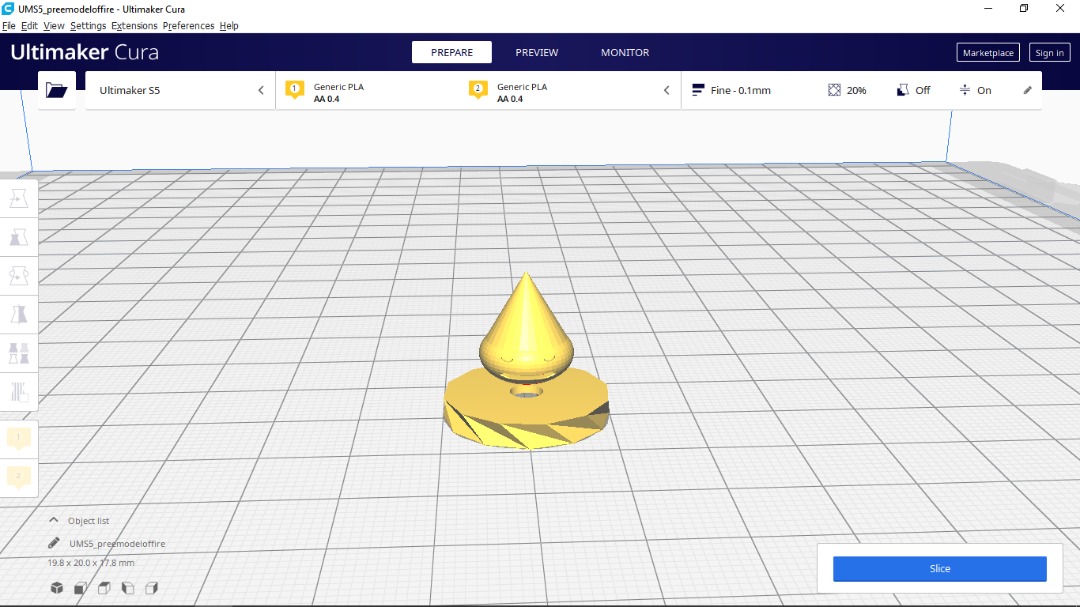 UMS5_preemodeloffire - Ultimaker Cura
File Edit View Settings Extensions Preferences Help
Ultimaker Cura
PREPARE
PREVIEW
MONITOR
Marketplace
Sign in
Ultimaker S5
1
Generic PLA
AA 0.4
2
Generic PLA
AA 0.4
Fine - 0.1mm
20%
Off
On
1
2
Object list
UMS5_preemodeloffire
19.8 x 20.0 x 17.8 mm
Slice